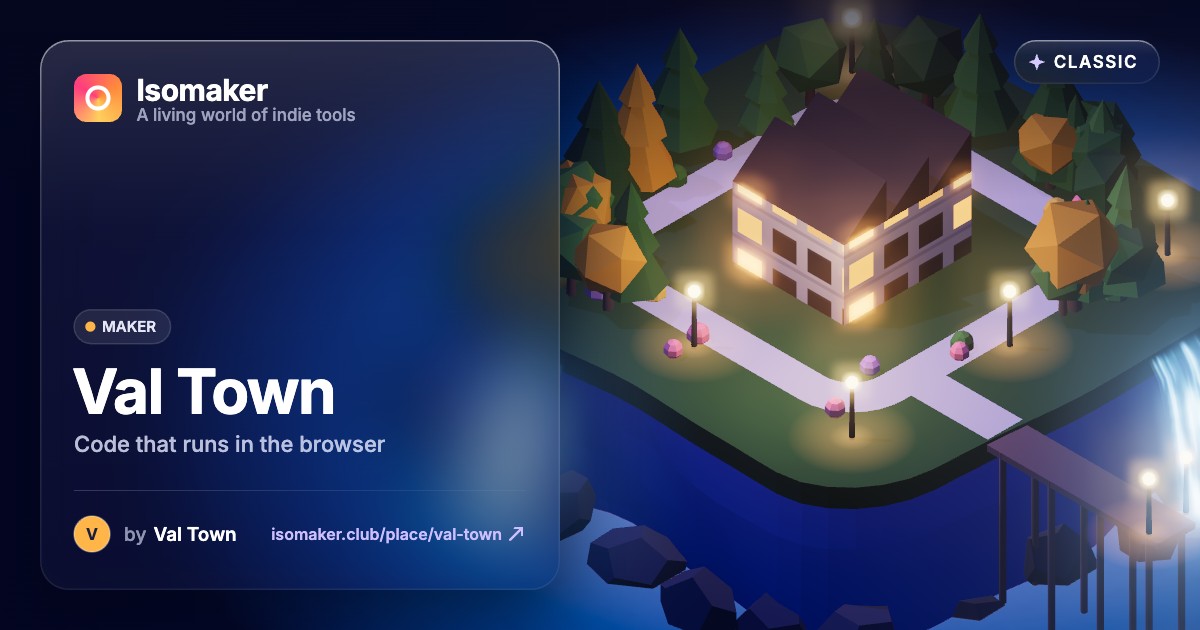 Isomaker
A living world of indie tools
CLASSIC
MAKER
Val Town
Code that runs in the browser
V
by Val Town
isomaker.club/place/val-town ↗